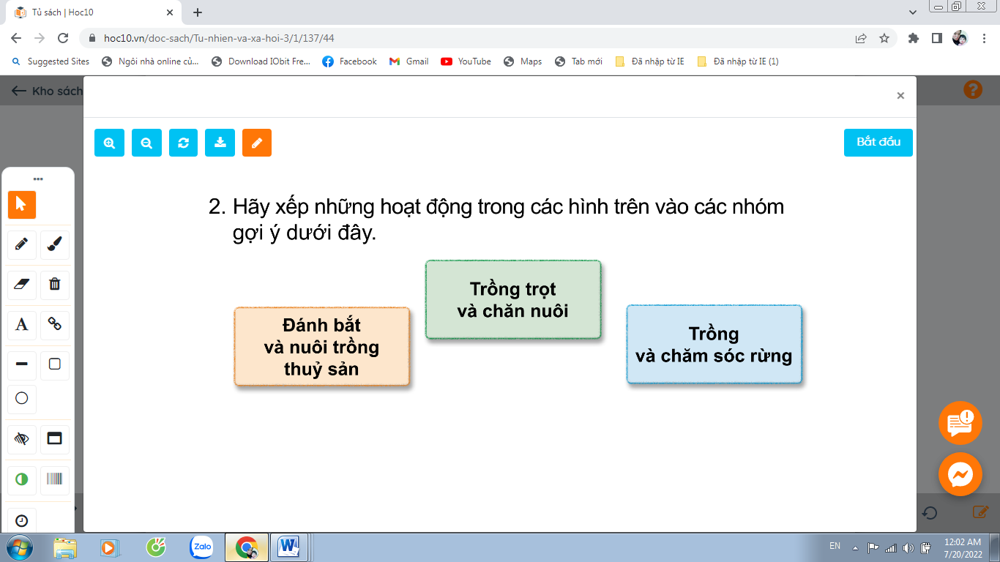 Tủ sách | Hoc10
hoc10.vn/doc-sach/Tu-nhien-va-xa-hoi-3/1/137/44
Suggested Sites
Ngôi nhà online củ...
Download IObit Fre...
Facebook
Gmail
YouTube
Maps
Tab mới
Đã nhập từ IE
Đã nhập từ IE (1)
Kho sách
Bắt đầu
2. Hãy xếp những hoạt động trong các hình trên vào các nhóm
gợi ý dưới đây.
Trồng trọt
và chăn nuôi
Đánh bắt
và nuôi trồng
thuỷ sản
Trồng
và chăm sóc rừng
A
Zalo
EN
12:02 AM
7/20/2022